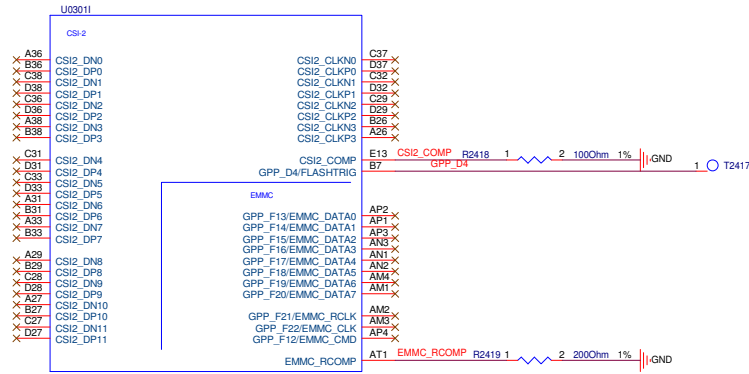 U0301I
CSI-2
A36 CSI2_DN0 CSI2_CLKN0 C37
B36 CSI2_DP0 CSI2_CLKP0 D37
C38 CSI2_DN1 CSI2_CLKN1 C32
D38 CSI2_DP1 CSI2_CLKP1 D32
C36 CSI2_DN2 CSI2_CLKN2 C29
D36 CSI2_DP2 CSI2_CLKP2 D29
A38 CSI2_DN3 CSI2_CLKN3 B26
B38 CSI2_DP3 CSI2_CLKP3 A26
C31 CSI2_DN4 CSI2_COMP E13 CSI2_COMP R2418 1 2 100Ohm 1% GND
D31 CSI2_DP4 GPP_D4/FLASHTRIG B7 GPP_D4 1 T2417
C33 CSI2_DN5
D33 CSI2_DP5
A31 CSI2_DN6 EMMC
B31 CSI2_DP6 GPP_F13/EMMC_DATA0 AP2
A33 CSI2_DN7 GPP_F14/EMMC_DATA1 AP1
B33 CSI2_DP7 GPP_F15/EMMC_DATA2 AP3
GPP_F16/EMMC_DATA3 AN3
A29 CSI2_DN8 GPP_F17/EMMC_DATA4 AN1
B29 CSI2_DP8 GPP_F18/EMMC_DATA5 AN2
C28 CSI2_DN9 GPP_F19/EMMC_DATA6 AM4
D28 CSI2_DP9 GPP_F20/EMMC_DATA7 AM1
A27 CSI2_DN10
B27 CSI2_DP10 GPP_F21/EMMC_RCLK AM2
C27 CSI2_DN11 GPP_F22/EMMC_CLK AM3
D27 CSI2_DP11 GPP_F12/EMMC_CMD AP4
EMMC_RCOMP AT1 EMMC_RCOMP R2419 1 2 200Ohm 1% GND